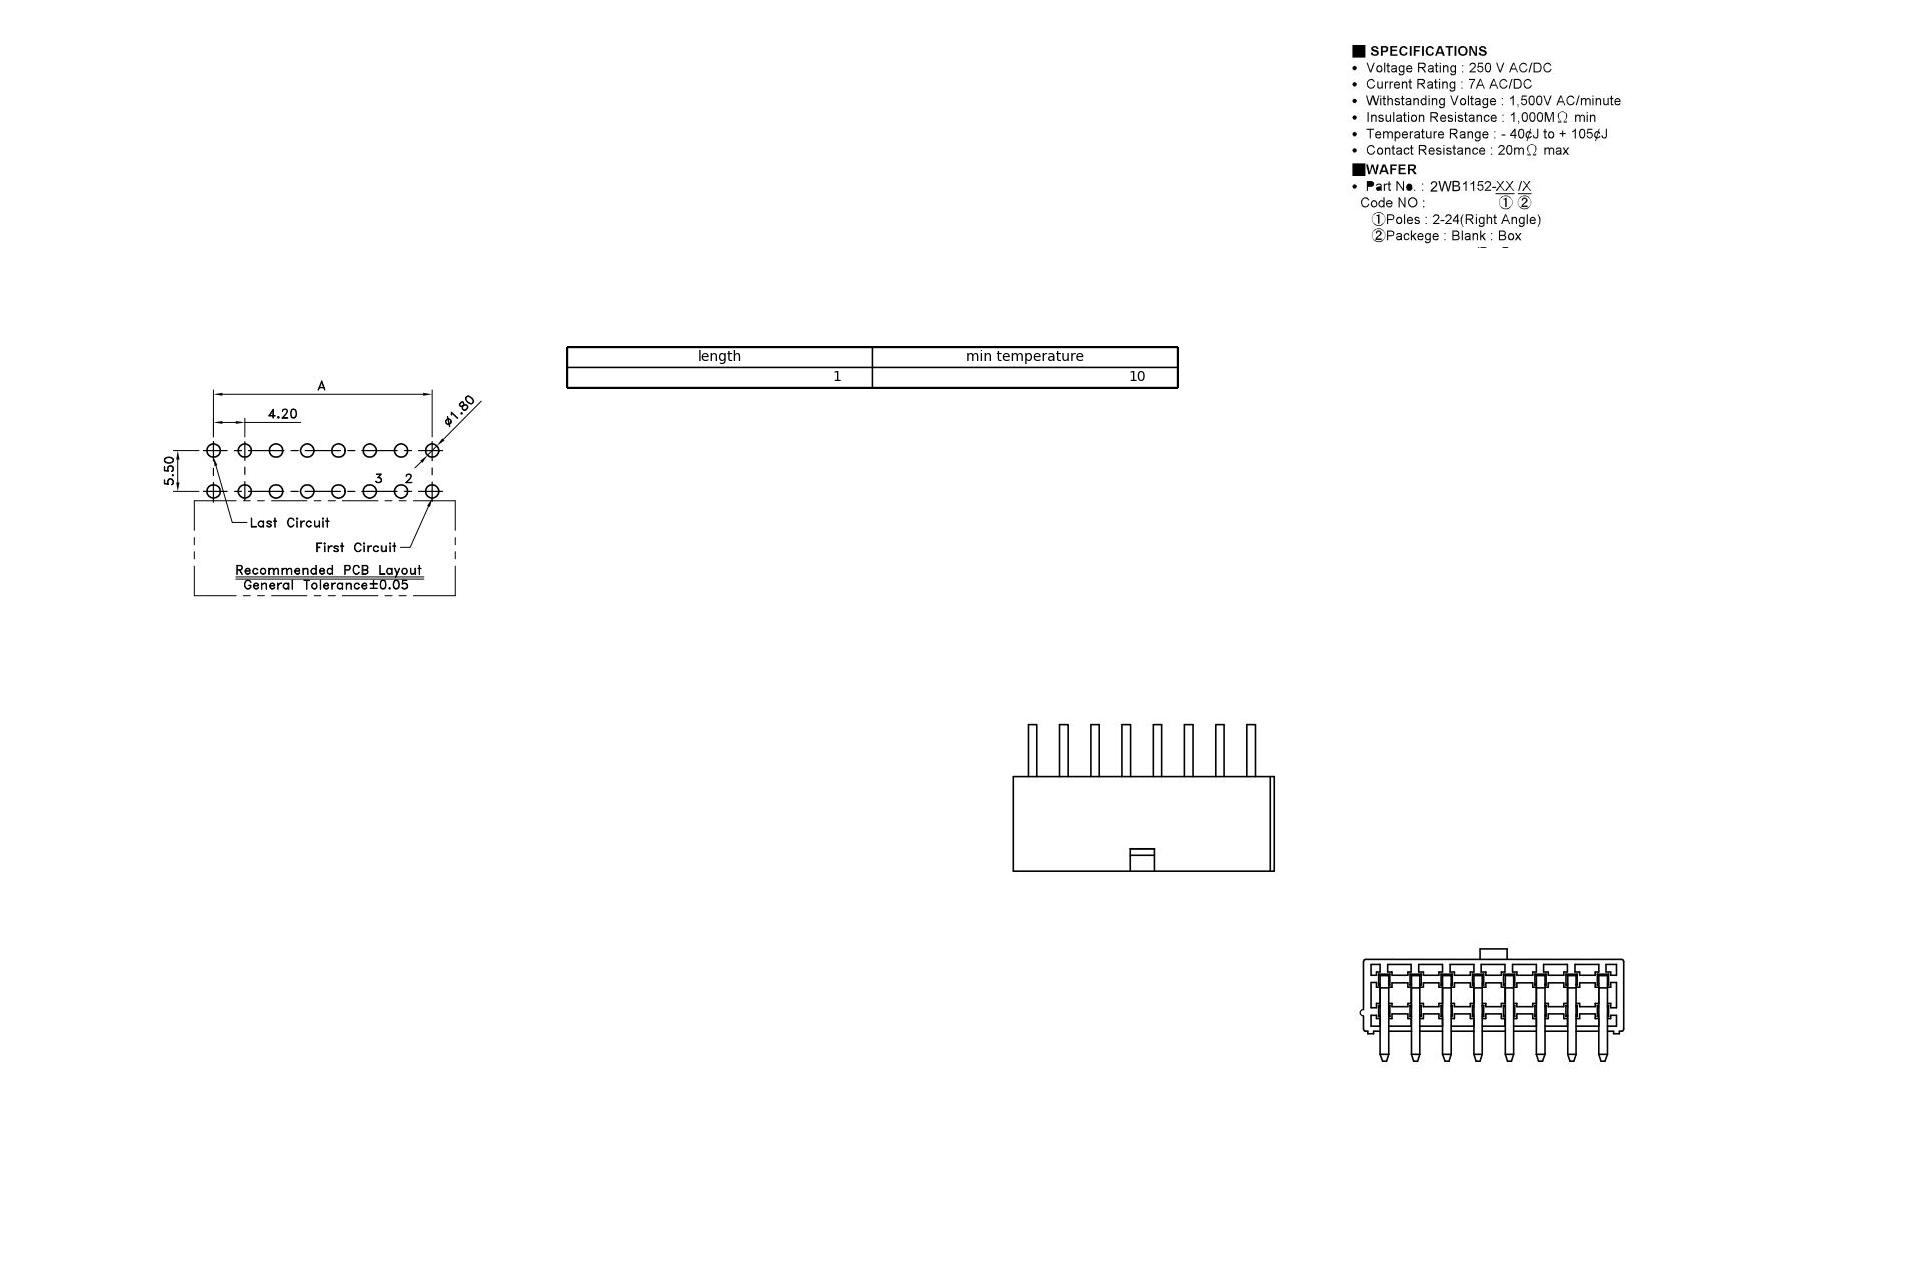 ■ SPECIFICATIONS
• Voltage Rating : 250 V AC/DC
• Current Rating : 7A AC/DC
• Withstanding Voltage : 1,500V AC/minute
• Insulation Resistance : 1,000MΩ min
• Temperature Range : - 40¢J to + 105¢J
• Contact Resistance : 20mΩ max
■WAFER
• Part No. : 2WB1152-XX /X
Code NO : ① ②
①Poles : 2-24(Right Angle)
②Packege : Blank : Box
length min temperature
1 10
A
4.20
ø1.80
5.50
3 2
Last Circuit
First Circuit
Recommended PCB Layout
General Tolerance±0.05